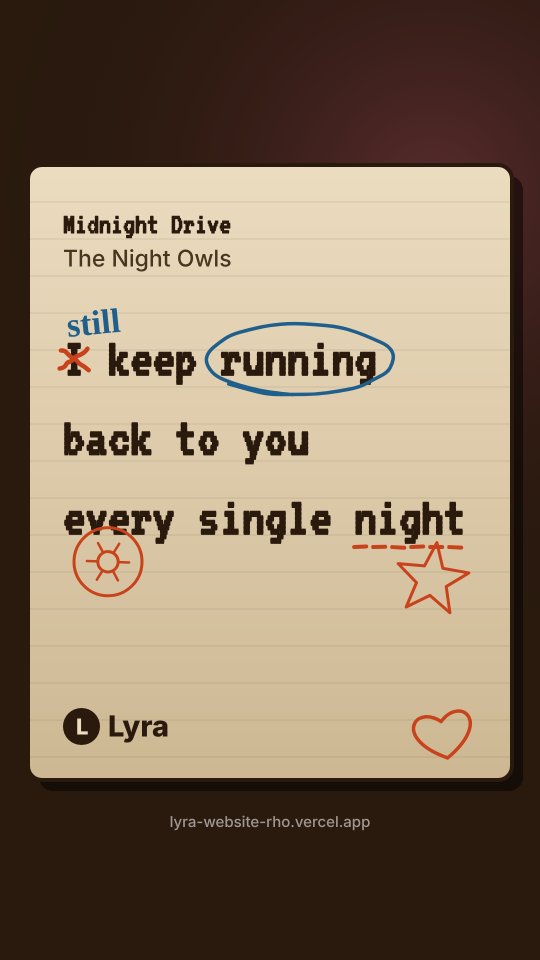 Midnight Drive
The Night Owls
still
I keep running
back to you
every single night
L Lyra
lyra-website-rho.vercel.app